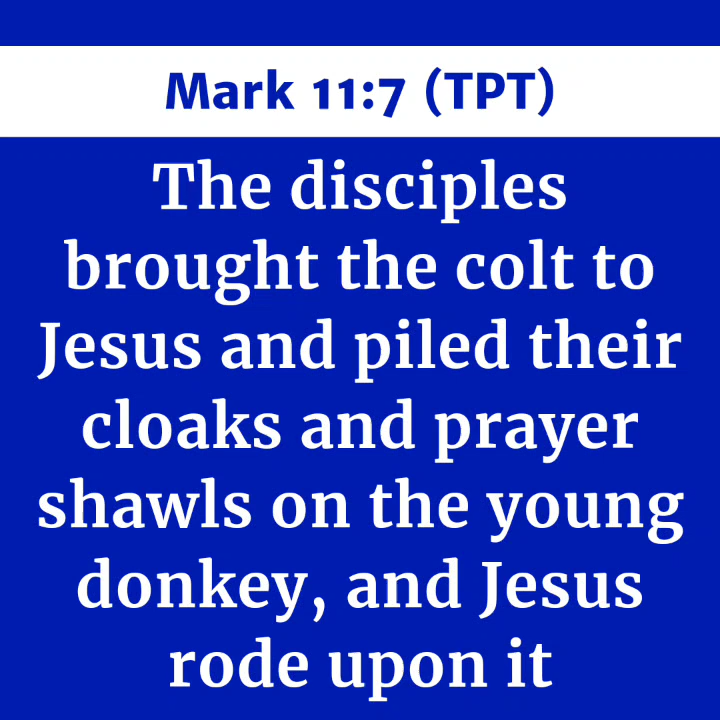 Mark 11:7 (TPT)
The disciples
brought the colt to
Jesus and piled their
cloaks and prayer
shawls on the young
donkey, and Jesus
rode upon it